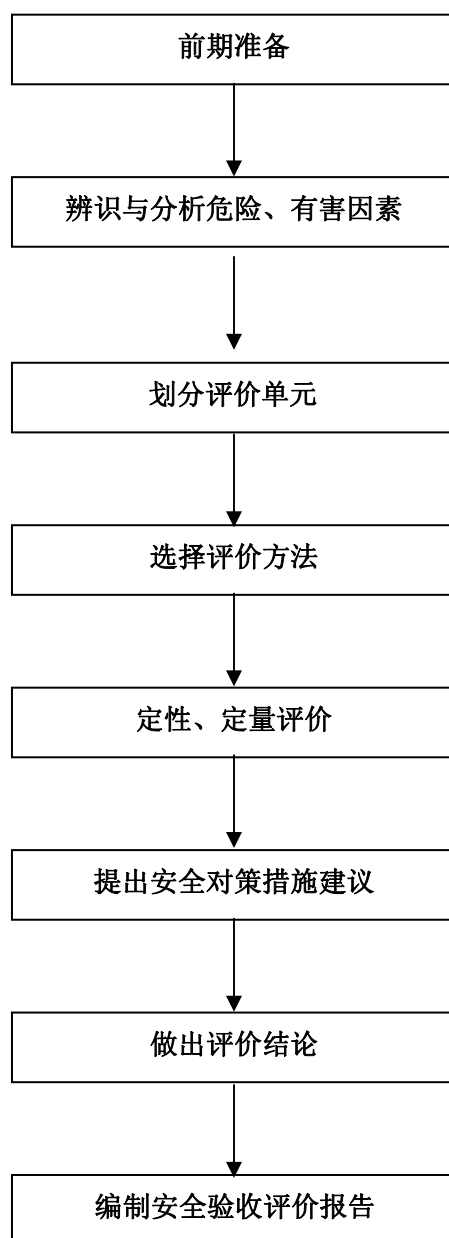 前期准备
辨识与分析危险、有害因素
划分评价单元
选择评价方法
定性、定量评价
提出安全对策措施建议
做出评价结论
编制安全验收评价报告